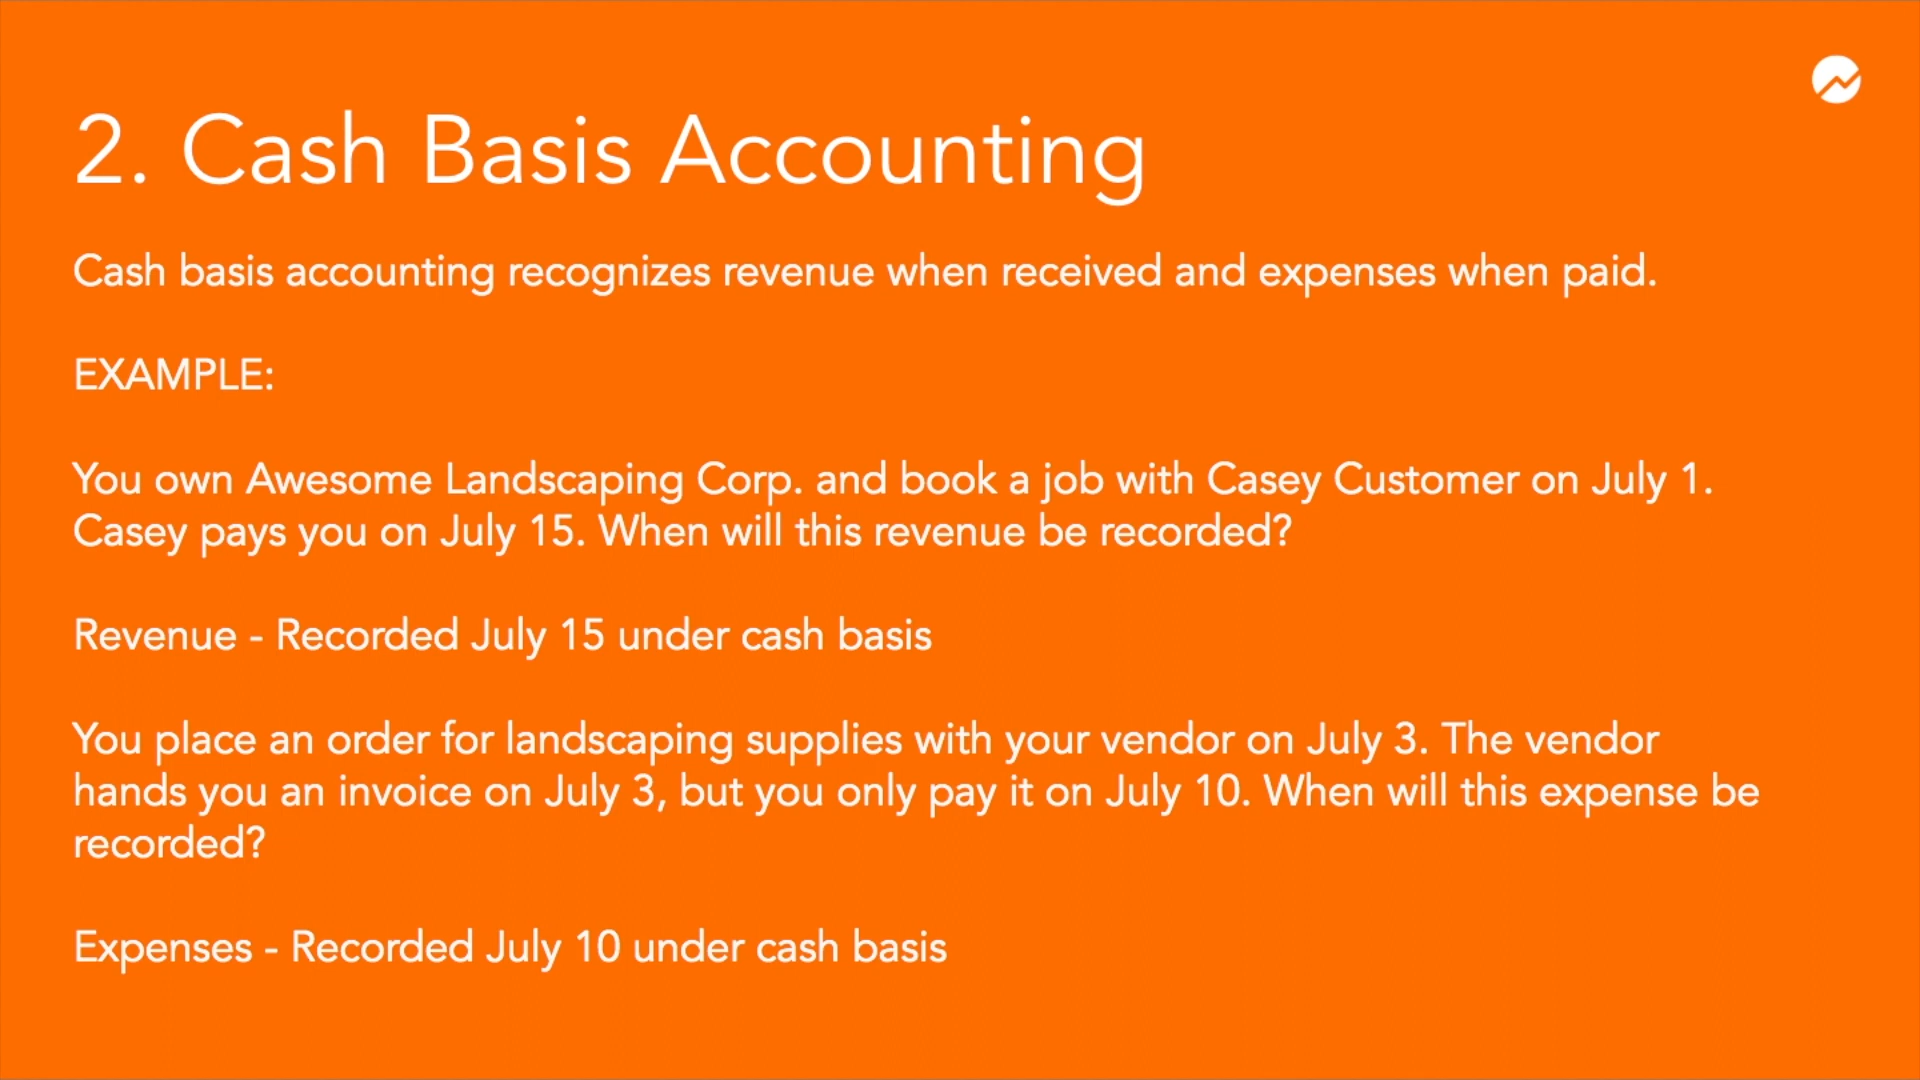 2. Cash Basis Accounting
Cash basis accounting recognizes revenue when received and expenses when paid.
EXAMPLE:
You own Awesome Landscaping Corp. and book a job with Casey Customer on July 1.
Casey pays you on July 15. When will this revenue be recorded?
Revenue - Recorded July 15 under cash basis
You place an order for landscaping supplies with your vendor on July 3. The vendor
hands you an invoice on July 3, but you only pay it on July 10. When will this expense be
recorded?
Expenses - Recorded July 10 under cash basis